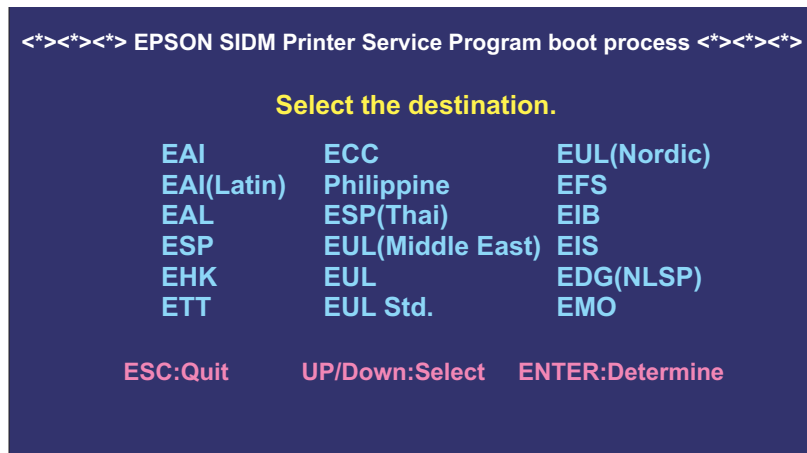 <*><*><*> EPSON SIDM Printer Service Program boot process <*><*><*>
Select the destination.
EAI ECC EUL(Nordic)
EAI(Latin) Philippine EFS
EAL ESP(Thai) EIB
ESP EUL(Middle East) EIS
EHK EUL EDG(NLSP)
ETT EUL Std. EMO
ESC:Quit UP/Down:Select ENTER:Determine